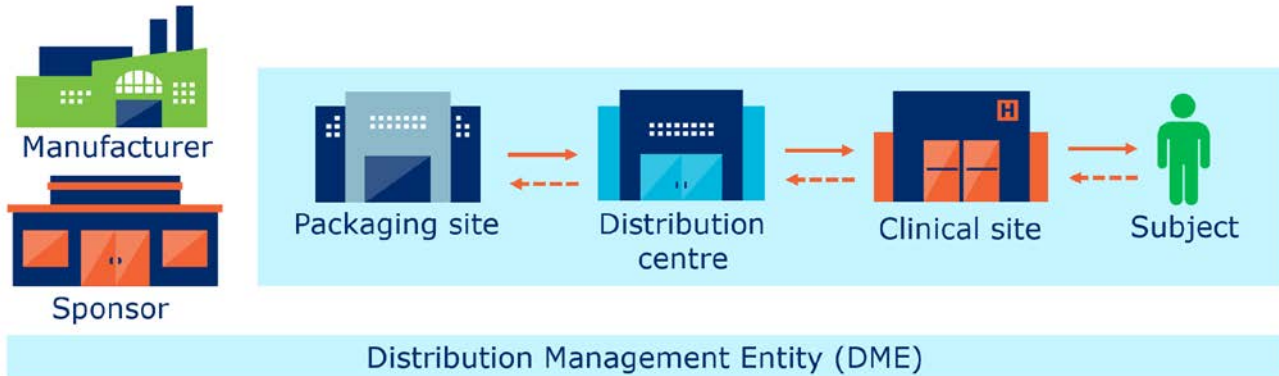 Manufacturer
Sponsor
Packaging site
Distribution
centre
H
Clinical site
Subject
Distribution Management Entity (DME)